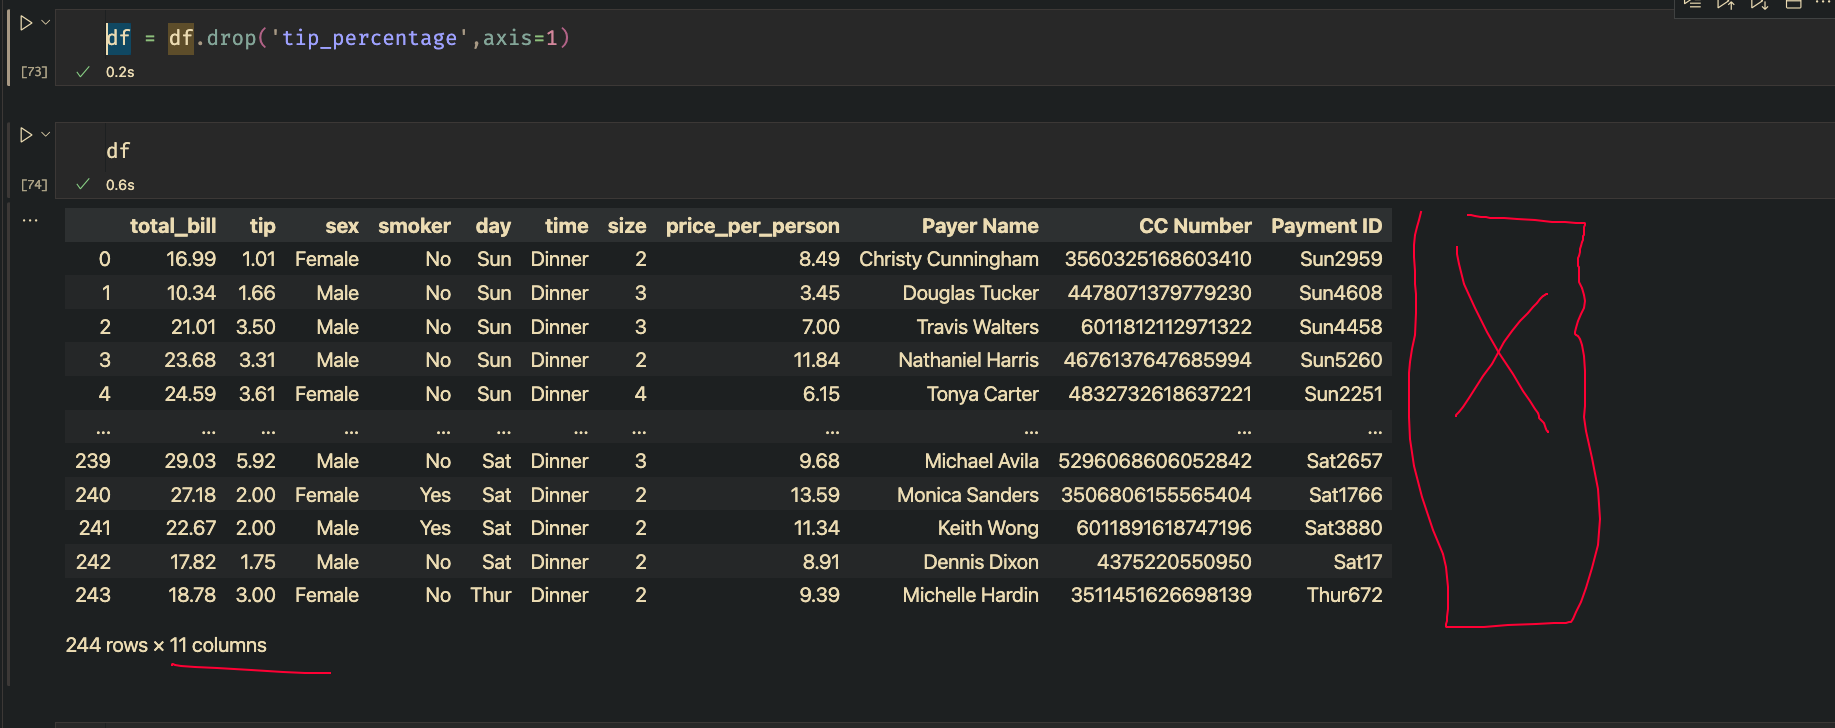 df = df.drop('tip_percentage',axis=1)
[73] 0.2s
df
[74] 0.6s
...
total_bill tip sex smoker day time size price_per_person Payer Name CC Number Payment ID
0 16.99 1.01 Female No Sun Dinner 2 8.49 Christy Cunningham 3560325168603410 Sun2959
1 10.34 1.66 Male No Sun Dinner 3 3.45 Douglas Tucker 4478071379779230 Sun4608
2 21.01 3.50 Male No Sun Dinner 3 7.00 Travis Walters 6011812112971322 Sun4458
3 23.68 3.31 Male No Sun Dinner 2 11.84 Nathaniel Harris 4676137647685994 Sun5260
4 24.59 3.61 Female No Sun Dinner 4 6.15 Tonya Carter 4832732618637221 Sun2251
... ... ... ... ... ... ... ... ... ... ... ...
239 29.03 5.92 Male No Sat Dinner 3 9.68 Michael Avila 5296068606052842 Sat2657
240 27.18 2.00 Female Yes Sat Dinner 2 13.59 Monica Sanders 3506806155565404 Sat1766
241 22.67 2.00 Male Yes Sat Dinner 2 11.34 Keith Wong 6011891618747196 Sat3880
242 17.82 1.75 Male No Sat Dinner 2 8.91 Dennis Dixon 4375220550950 Sat17
243 18.78 3.00 Female No Thur Dinner 2 9.39 Michelle Hardin 3511451626698139 Thur672
244 rows × 11 columns